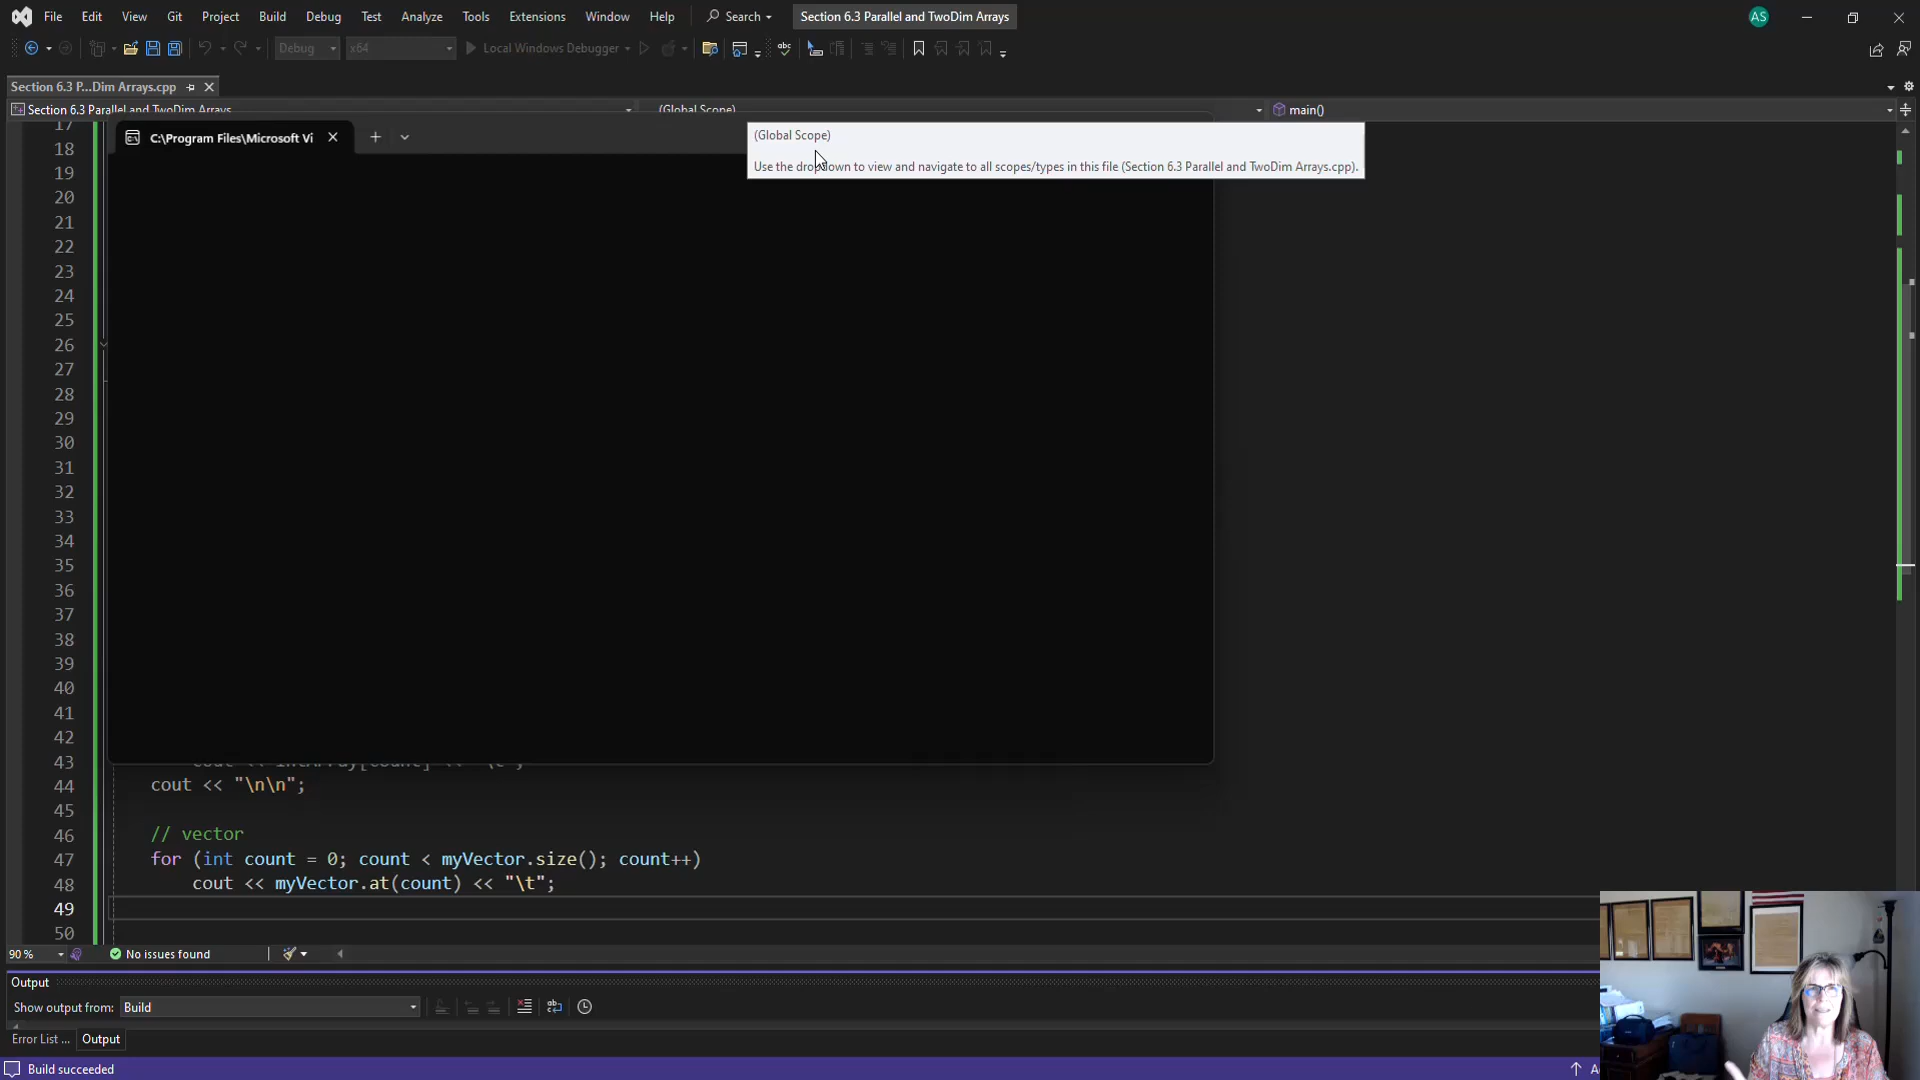 File Edit View Git Project Build Debug Test Analyze Tools Extensions Window Help Search Section 6.3 Parallel and TwoDim Arrays AS
Debug x64 Local Windows Debugger
Section 6.3 P...Dim Arrays.cpp
Section 6.3 Parallel and TwoDim Arrays (Global Scope) main()
C:\Program Files\Microsoft Vi
(Global Scope)
Use the dropdown to view and navigate to all scopes/types in this file (Section 6.3 Parallel and TwoDim Arrays.cpp).
17
18
19
20
21
22
23
24
25
26
27
28
29
30
31
32
33
34
35
36
37
38
39
40
41
42
43 cout << intArray[count] << "\t";
44 cout << "\n\n";
45
46 // vector
47 for (int count = 0; count < myVector.size(); count++)
48 cout << myVector.at(count) << "\t";
49
50
90 % No issues found
Output
Show output from: Build
Error List ... Output
Build succeeded